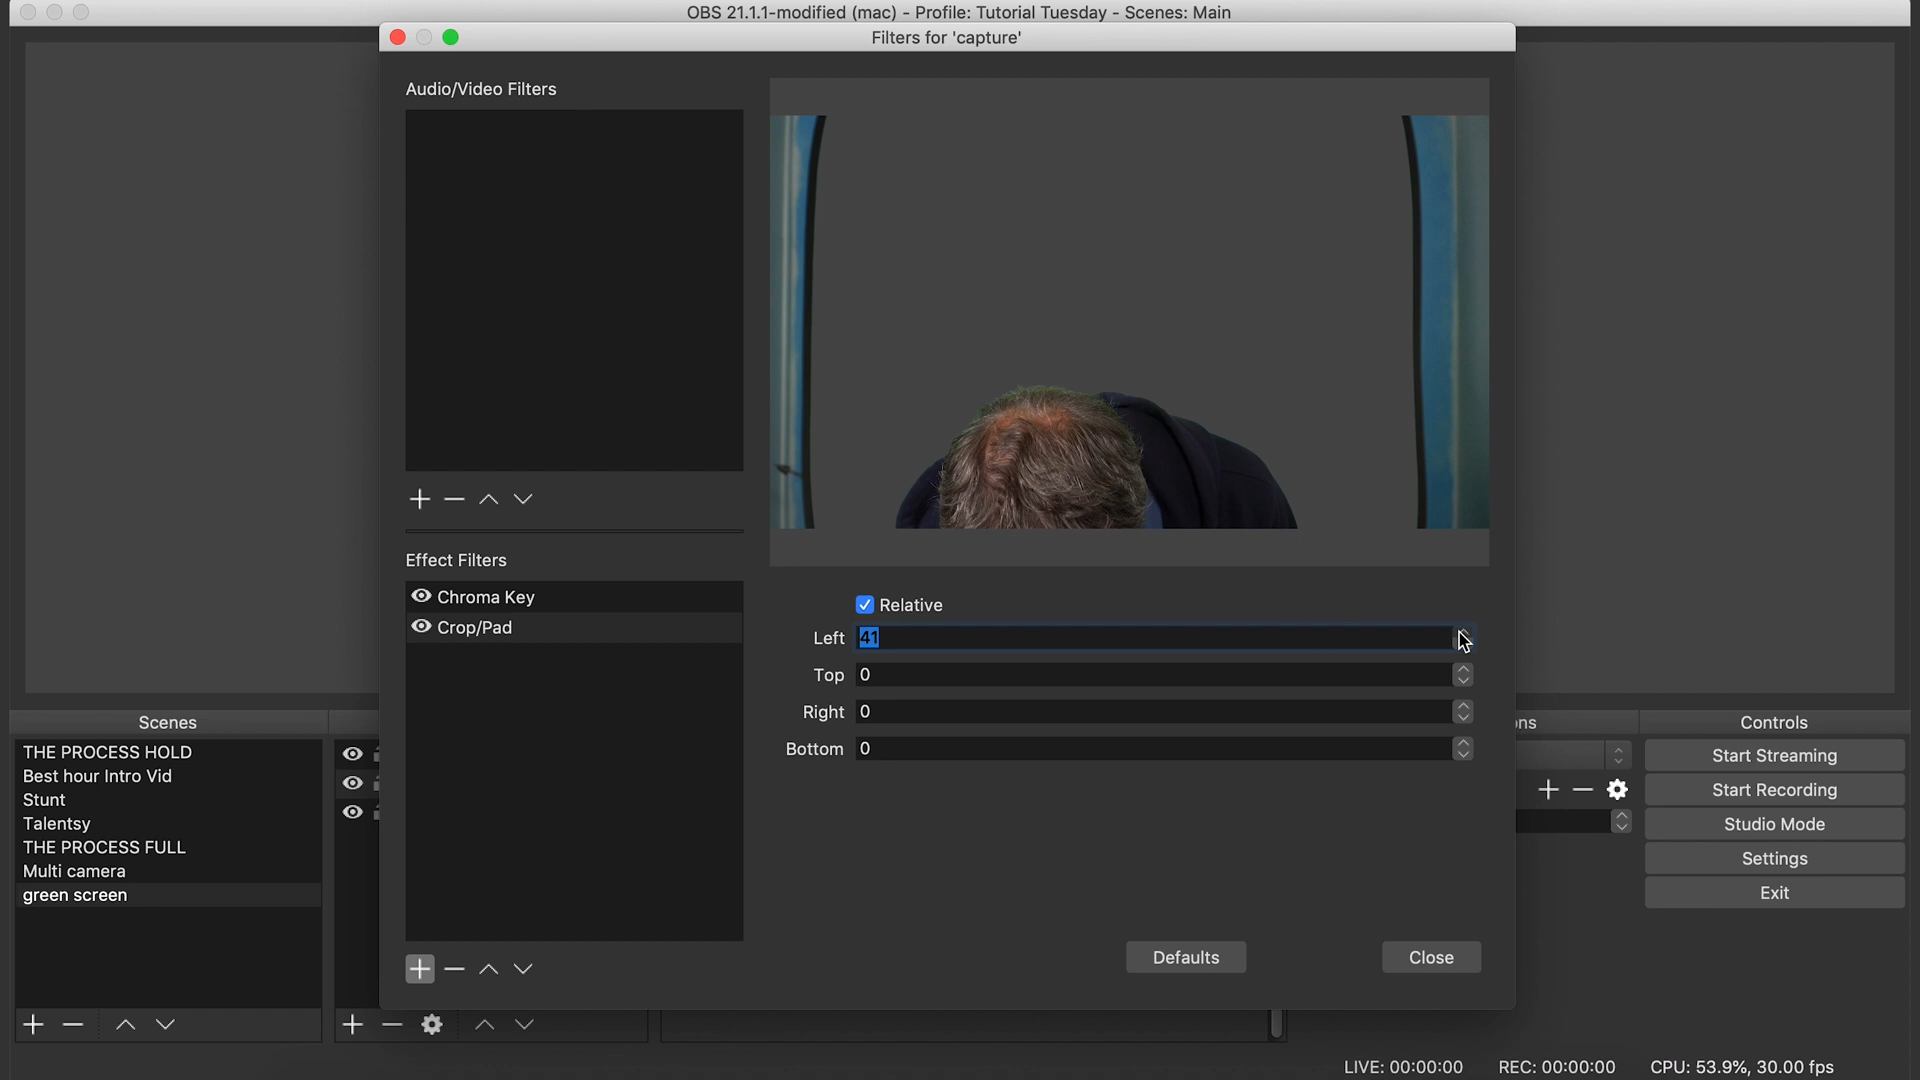 OBS 21.1.1-modified (mac) - Profile: Tutorial Tuesday - Scenes: Main
Filters for 'capture'
Audio/Video Filters
Effect Filters
Chroma Key
Crop/Pad
Relative
Left 41
Top 0
Right 0
Bottom 0
Defaults
Close
Scenes
THE PROCESS HOLD
Best hour Intro Vid
Stunt
Talentsy
THE PROCESS FULL
Multi camera
green screen
ons
Controls
Start Streaming
Start Recording
Studio Mode
Settings
Exit
LIVE: 00:00:00 REC: 00:00:00 CPU: 53.9%, 30.00 fps